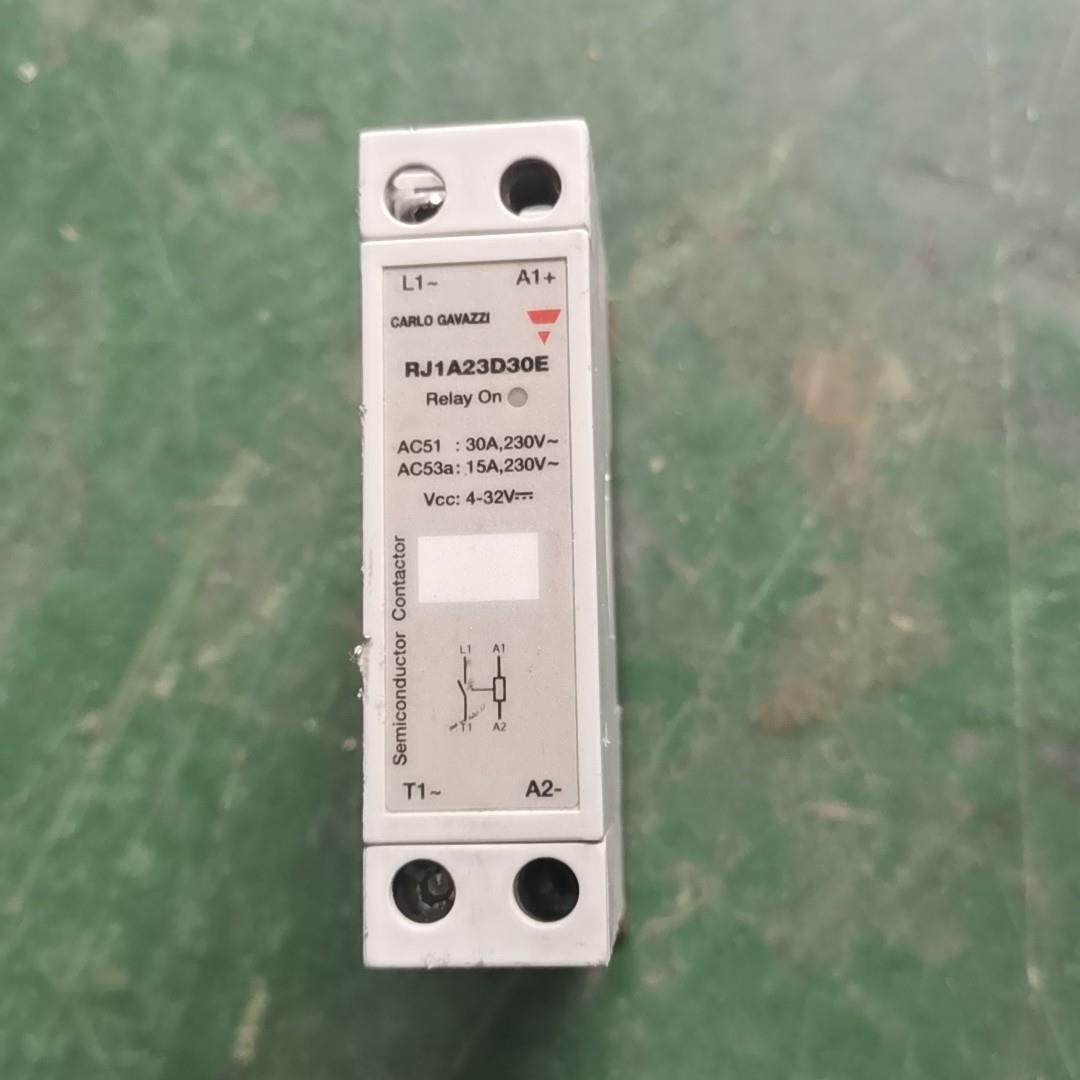 L1~ A1+
CARLO GAVAZZI
RJ1A23D30E
Relay On
AC51 : 30A,230V~
AC53a: 15A,230V~
Vcc: 4-32V⎓
Semiconductor Contactor
L1 A1
T1 A2
T1~ A2-